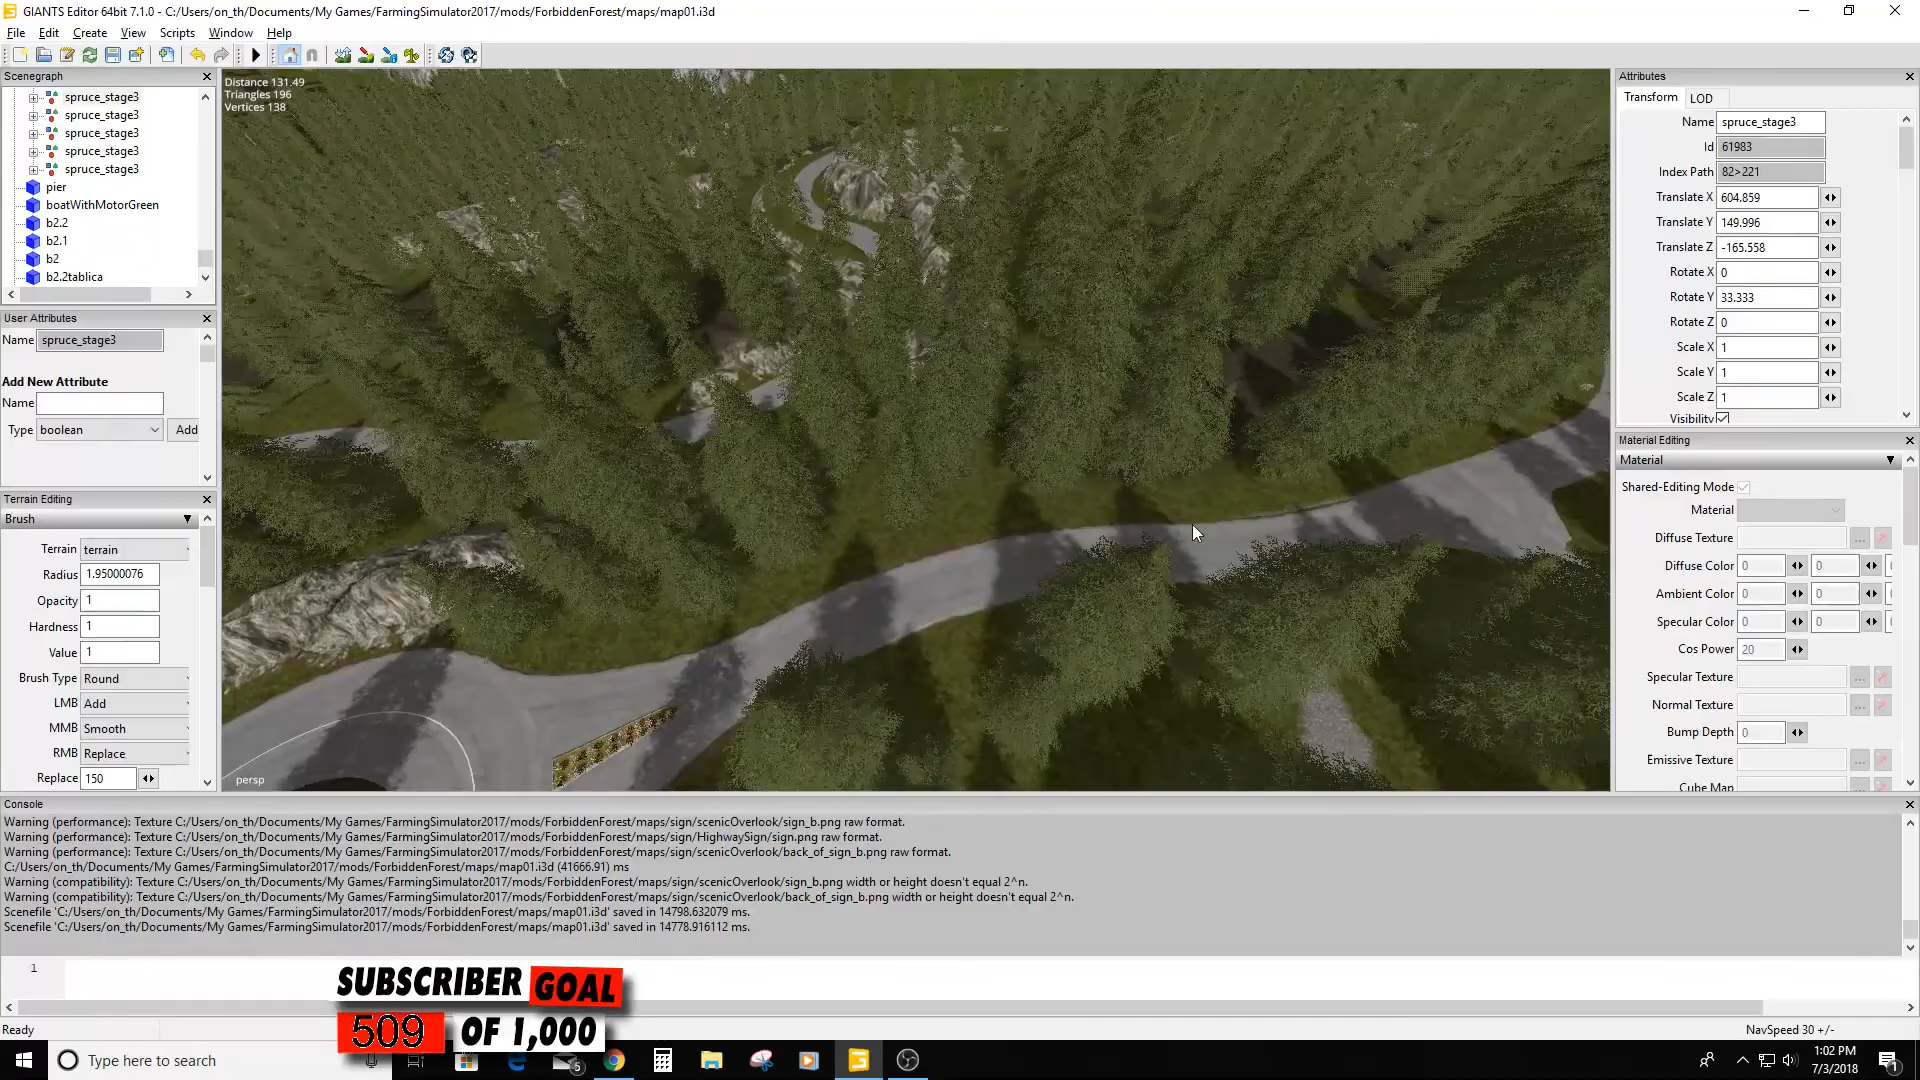 GIANTS Editor 64bit 7.1.0 - C:/Users/on_th/Documents/My Games/FarmingSimulator2017/mods/ForbiddenForest/maps/map01.i3d
File Edit Create View Scripts Window Help
Scenegraph
spruce_stage3
spruce_stage3
spruce_stage3
spruce_stage3
spruce_stage3
pier
boatWithMotorGreen
b2.2
b2.1
b2
b2.2tablica
User Attributes
Name spruce_stage3
Add New Attribute
Name
Type boolean Add
Terrain Editing
Brush
Terrain terrain
Radius 1.95000076
Opacity 1
Hardness 1
Value 1
Brush Type Round
LMB Add
MMB Smooth
RMB Replace
Replace 150
Distance 131.49
Triangles 196
Vertices 138
persp
Attributes
Transform LOD
Name spruce_stage3
Id 61983
Index Path 82>221
Translate X 604.859
Translate Y 149.996
Translate Z -165.558
Rotate X 0
Rotate Y 33.333
Rotate Z 0
Scale X 1
Scale Y 1
Scale Z 1
Visibility
Material Editing
Material
Shared-Editing Mode
Material
Diffuse Texture ...
Diffuse Color 0 0
Ambient Color 0 0
Specular Color 0 0
Cos Power 20
Specular Texture ...
Normal Texture ...
Bump Depth 0
Emissive Texture ...
Cube Map
Console
Warning (performance): Texture C:/Users/on_th/Documents/My Games/FarmingSimulator2017/mods/ForbiddenForest/maps/sign/scenicOverlook/sign_b.png raw format.
Warning (performance): Texture C:/Users/on_th/Documents/My Games/FarmingSimulator2017/mods/ForbiddenForest/maps/sign/HighwaySign/sign.png raw format.
Warning (performance): Texture C:/Users/on_th/Documents/My Games/FarmingSimulator2017/mods/ForbiddenForest/maps/sign/scenicOverlook/back_of_sign_b.png raw format.
C:/Users/on_th/Documents/My Games/FarmingSimulator2017/mods/ForbiddenForest/maps/map01.i3d (41666.91) ms
Warning (compatibility): Texture C:/Users/on_th/Documents/My Games/FarmingSimulator2017/mods/ForbiddenForest/maps/sign/scenicOverlook/sign_b.png width or height doesn't equal 2^n.
Warning (compatibility): Texture C:/Users/on_th/Documents/My Games/FarmingSimulator2017/mods/ForbiddenForest/maps/sign/scenicOverlook/back_of_sign_b.png width or height doesn't equal 2^n.
Scenefile 'C:/Users/on_th/Documents/My Games/FarmingSimulator2017/mods/ForbiddenForest/maps/map01.i3d' saved in 14798.632079 ms.
Scenefile 'C:/Users/on_th/Documents/My Games/FarmingSimulator2017/mods/ForbiddenForest/maps/map01.i3d' saved in 14778.916112 ms.
1
SUBSCRIBER GOAL
509 OF 1,000
Ready
NavSpeed 30 +/-
Type here to search
5
1:02 PM
7/3/2018
1